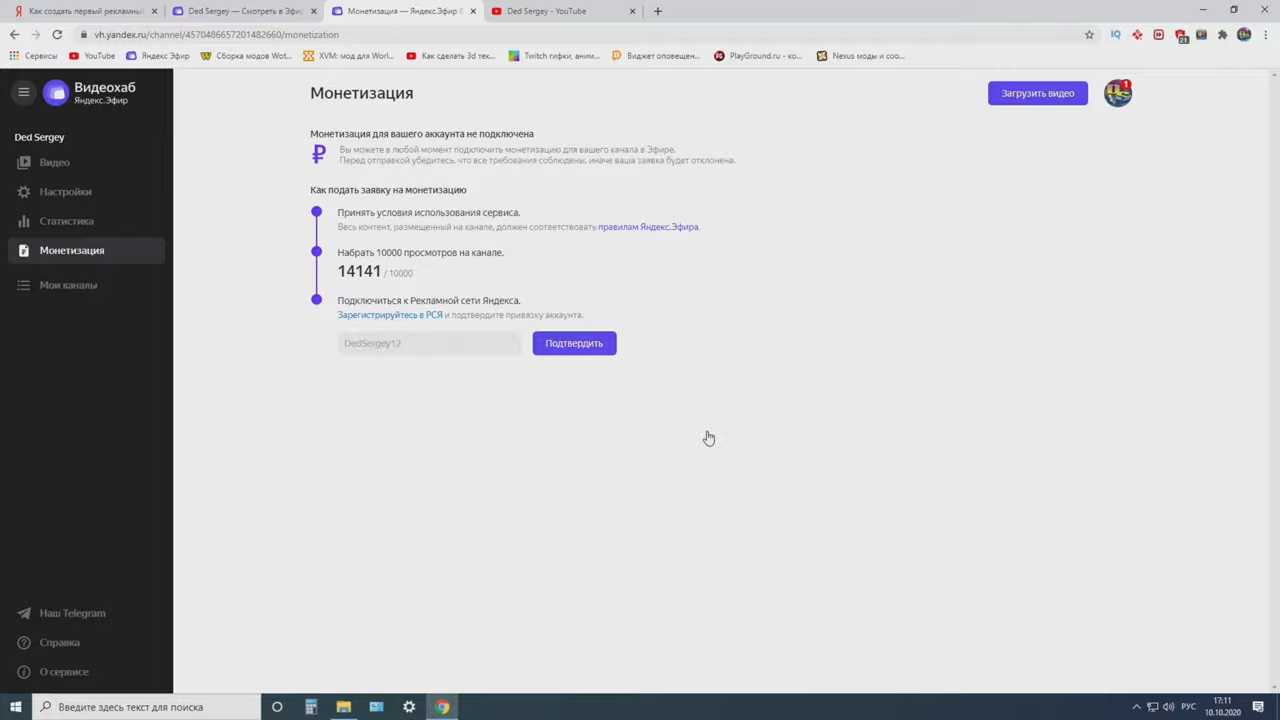 Как создать первый рекламный
Ded Sergey — Смотреть в Эфир
Монетизация — Яндекс.Эфир В
Ded Sergey - YouTube
vh.yandex.ru/channel/4570486657201482660/monetization
Сервисы
YouTube
Яндекс Эфир
Сборка модов Wot...
XVM: мод для Worl...
Как сделать 3d тек...
Twitch гифки, аним...
Виджет оповещен...
PlayGround.ru - ко...
Nexus моды и соо...
Видеохаб
Яндекс.Эфир
Ded Sergey
Видео
Настройки
Статистика
Монетизация
Мои каналы
Наш Telegram
Справка
О сервисе
Монетизация
Загрузить видео
1
Монетизация для вашего аккаунта не подключена
Вы можете в любой момент подключить монетизацию для вашего канала в Эфире.
Перед отправкой убедитесь, что все требования соблюдены, иначе ваша заявка будет отклонена.
Как подать заявку на монетизацию
Принять условия использования сервиса.
Весь контент, размещенный на канале, должен соответствовать правилам Яндекс.Эфира.
Набрать 10000 просмотров на канале.
14141 / 10000
Подключиться к Рекламной сети Яндекса.
Зарегистрируйтесь в РСЯ и подтвердите привязку аккаунта.
DedSergey12
Подтвердить
Введите здесь текст для поиска
РУС
17:11
10.10.2020